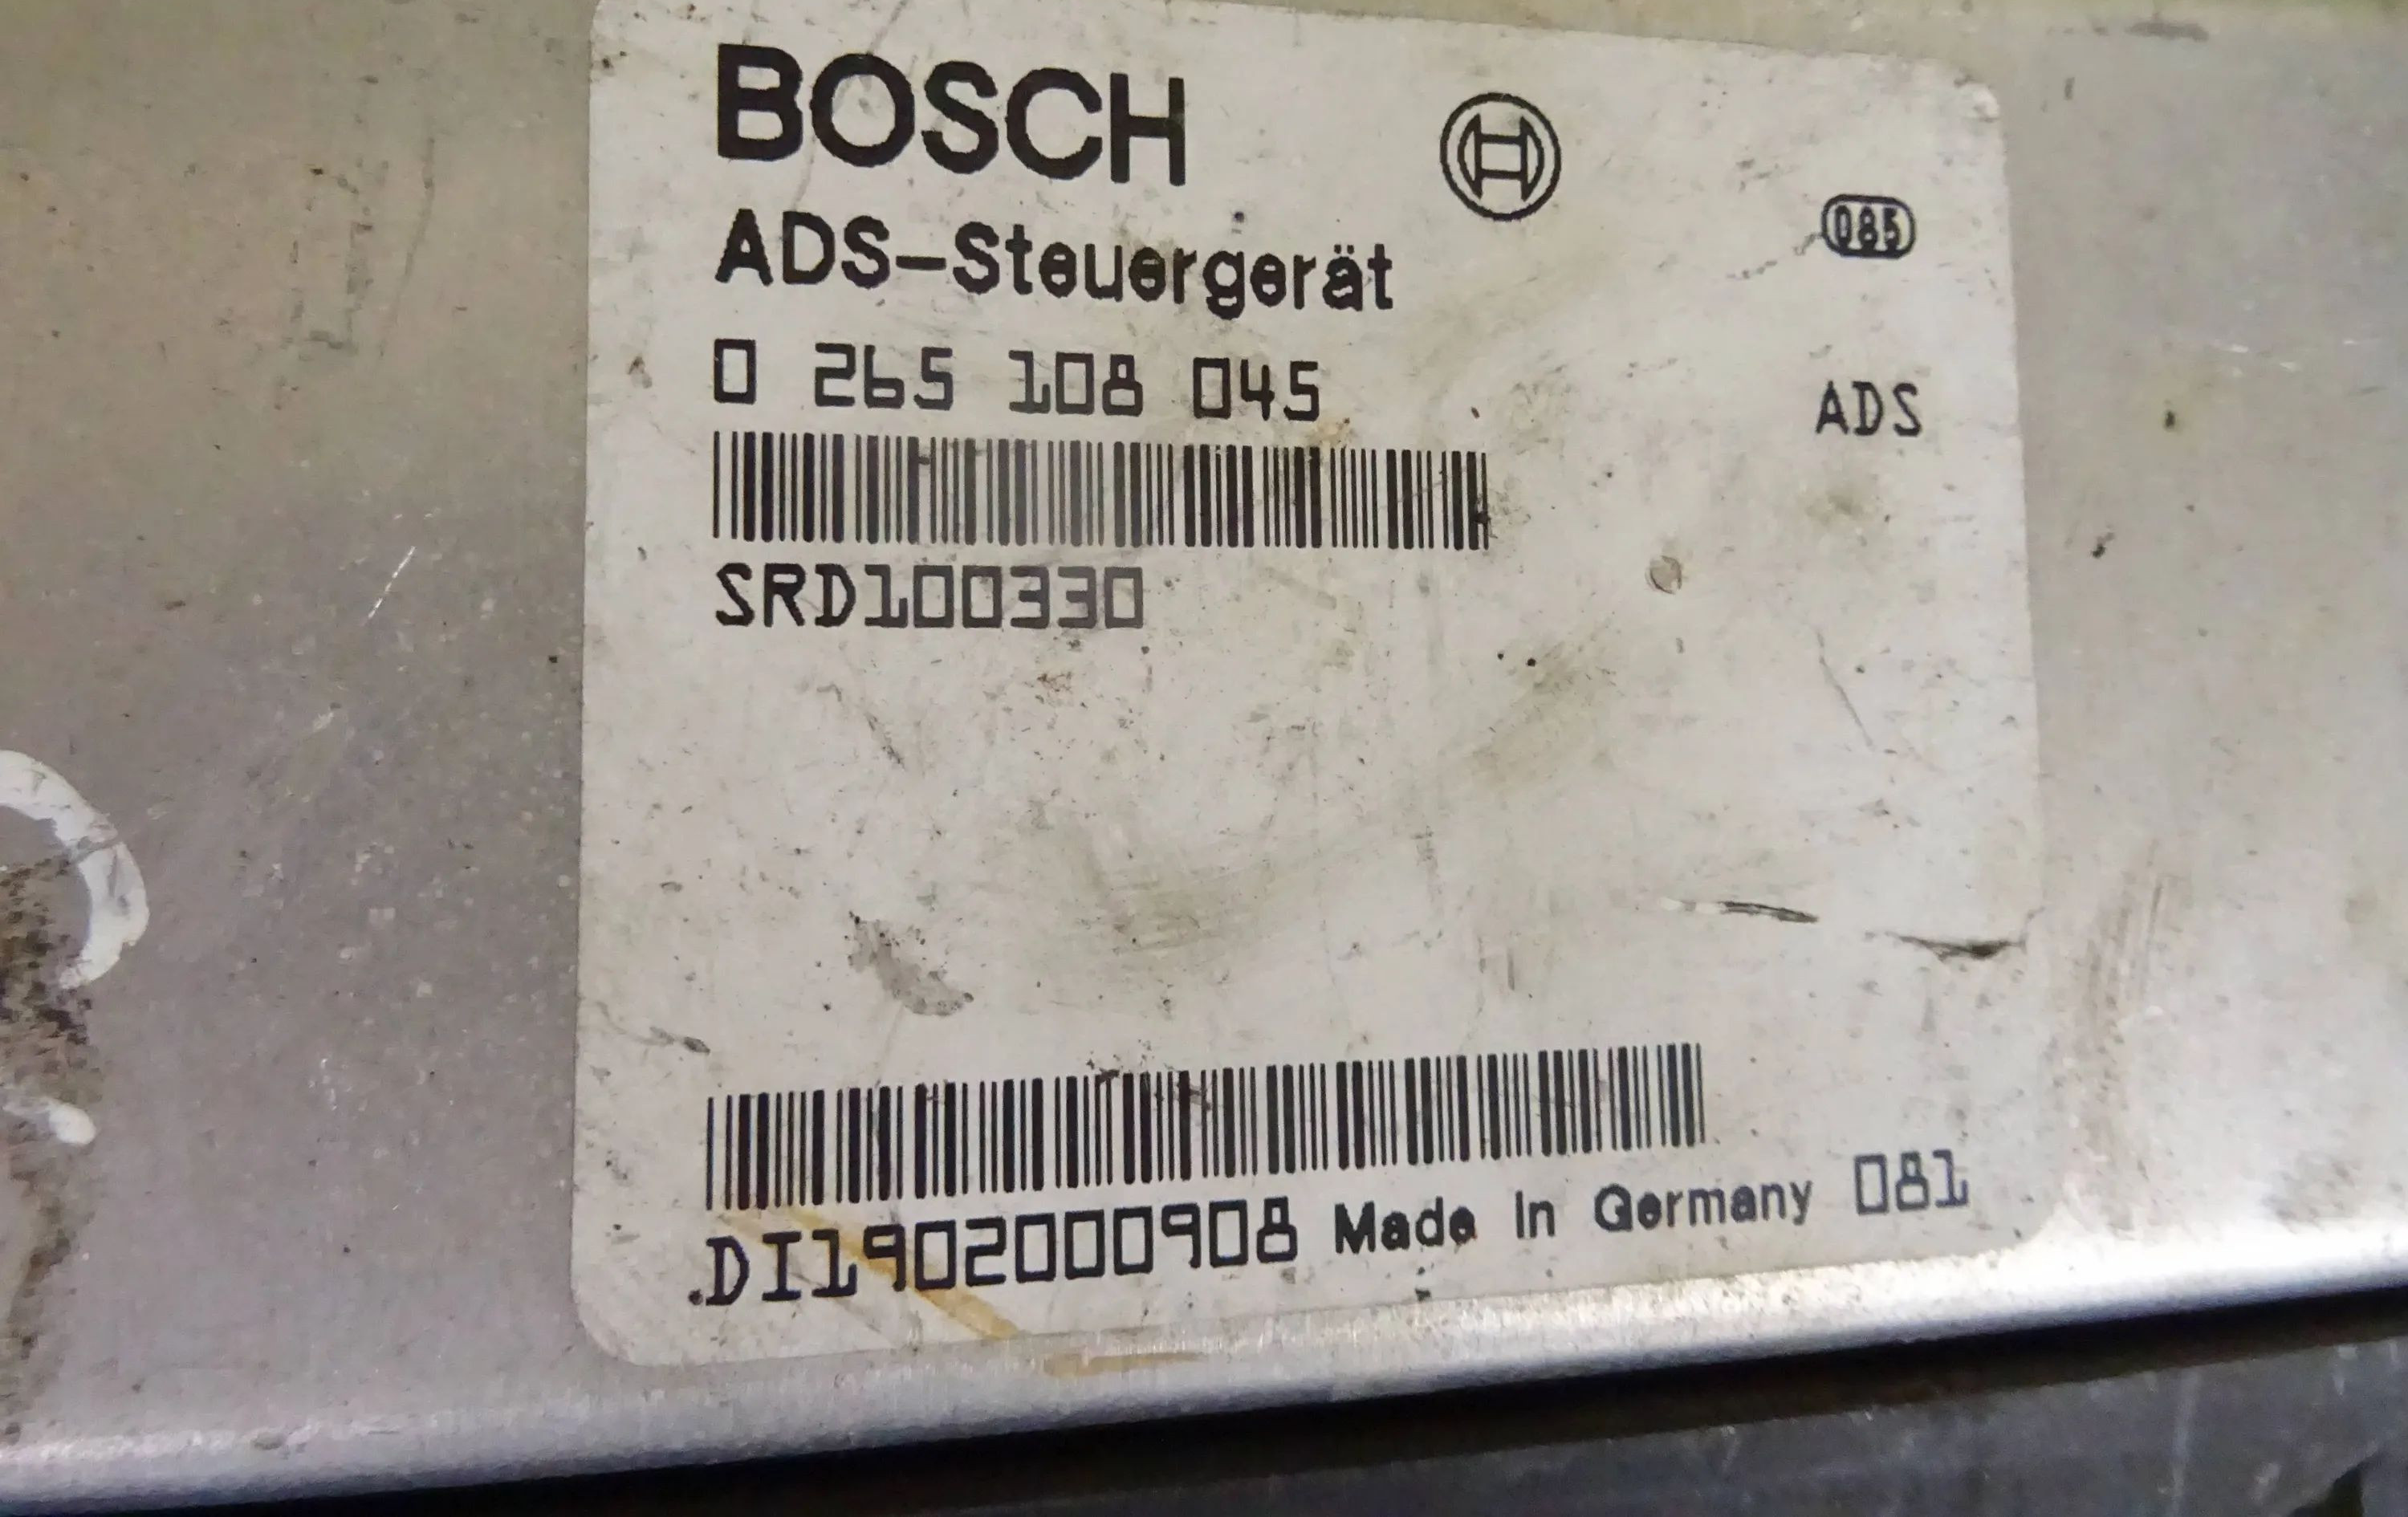 BOSCH
085
ADS-Steuergerät
0 265 108 045
ADS
SRD100330
.DI1902000908 Made in Germany 081